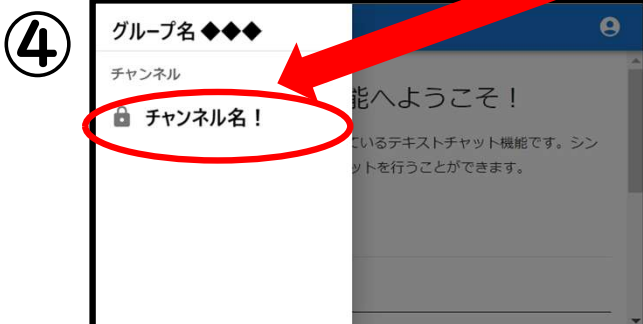 ④
グループ名 ◆◆◆
チャンネル
チャンネル名！
能へようこそ！
ているテキストチャット機能です。シン
ットを行うことができます。